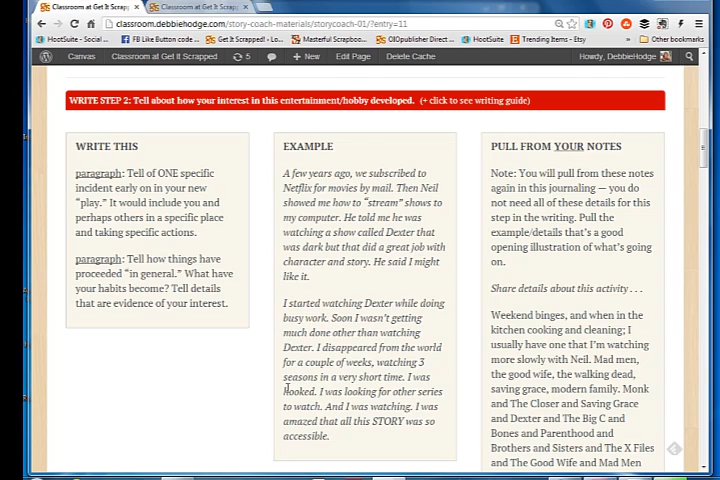 Classroom at Get It Scrap
Classroom at Get It Scrapp
classroom.debbiehodge.com/story-coach-materials/storycoach-01/?entry=11
HootSuite - Social ...
FB Like Button code ...
Get It Scrapped! - Lo...
Masterful Scrapboo...
OIOpublisher Direct ...
HootSuite
Trending Items - Etsy
»
Other bookmarks
Canvas
Classroom at Get It Scrapped
5
+ New
Edit Page
Delete Cache
Howdy, DebbieHodge
WRITE STEP 2: Tell about how your interest in this entertainment/hobby developed. (+ click to see writing guide)
WRITE THIS
paragraph: Tell of ONE specific
incident early on in your new
“play.” It would include you and
perhaps others in a specific place
and taking specific actions.
paragraph: Tell how things have
proceeded “in general.” What have
your habits become? Tell details
that are evidence of your interest.
EXAMPLE
A few years ago, we subscribed to
Netflix for movies by mail. Then Neil
showed me how to “stream” shows to
my computer. He told me he was
watching a show called Dexter that
was dark but that did a great job with
character and story. He said I might
like it.
I started watching Dexter while doing
busy work. Soon I wasn’t getting
much done other than watching
Dexter. I disappeared from the world
for a couple of weeks, watching 3
seasons in a very short time. I was
hooked. I was looking for other series
to watch. And I was watching. I was
amazed that all this STORY was so
accessible.
PULL FROM YOUR NOTES
Note: You will pull from these notes
again in this journaling — you do
not need all of these details for this
step in the writing. Pull the
example/details that’s a good
opening illustration of what’s going
on.
Share details about this activity . . .
Weekend binges, and when in the
kitchen cooking and cleaning; I
usually have one that I’m watching
more slowly with Neil. Mad men,
the good wife, the walking dead,
saving grace, modern family. Monk
and The Closer and Saving Grace
and Dexter and The Big C and
Bones and Parenthood and
Brothers and Sisters and The X Files
and The Good Wife and Mad Men